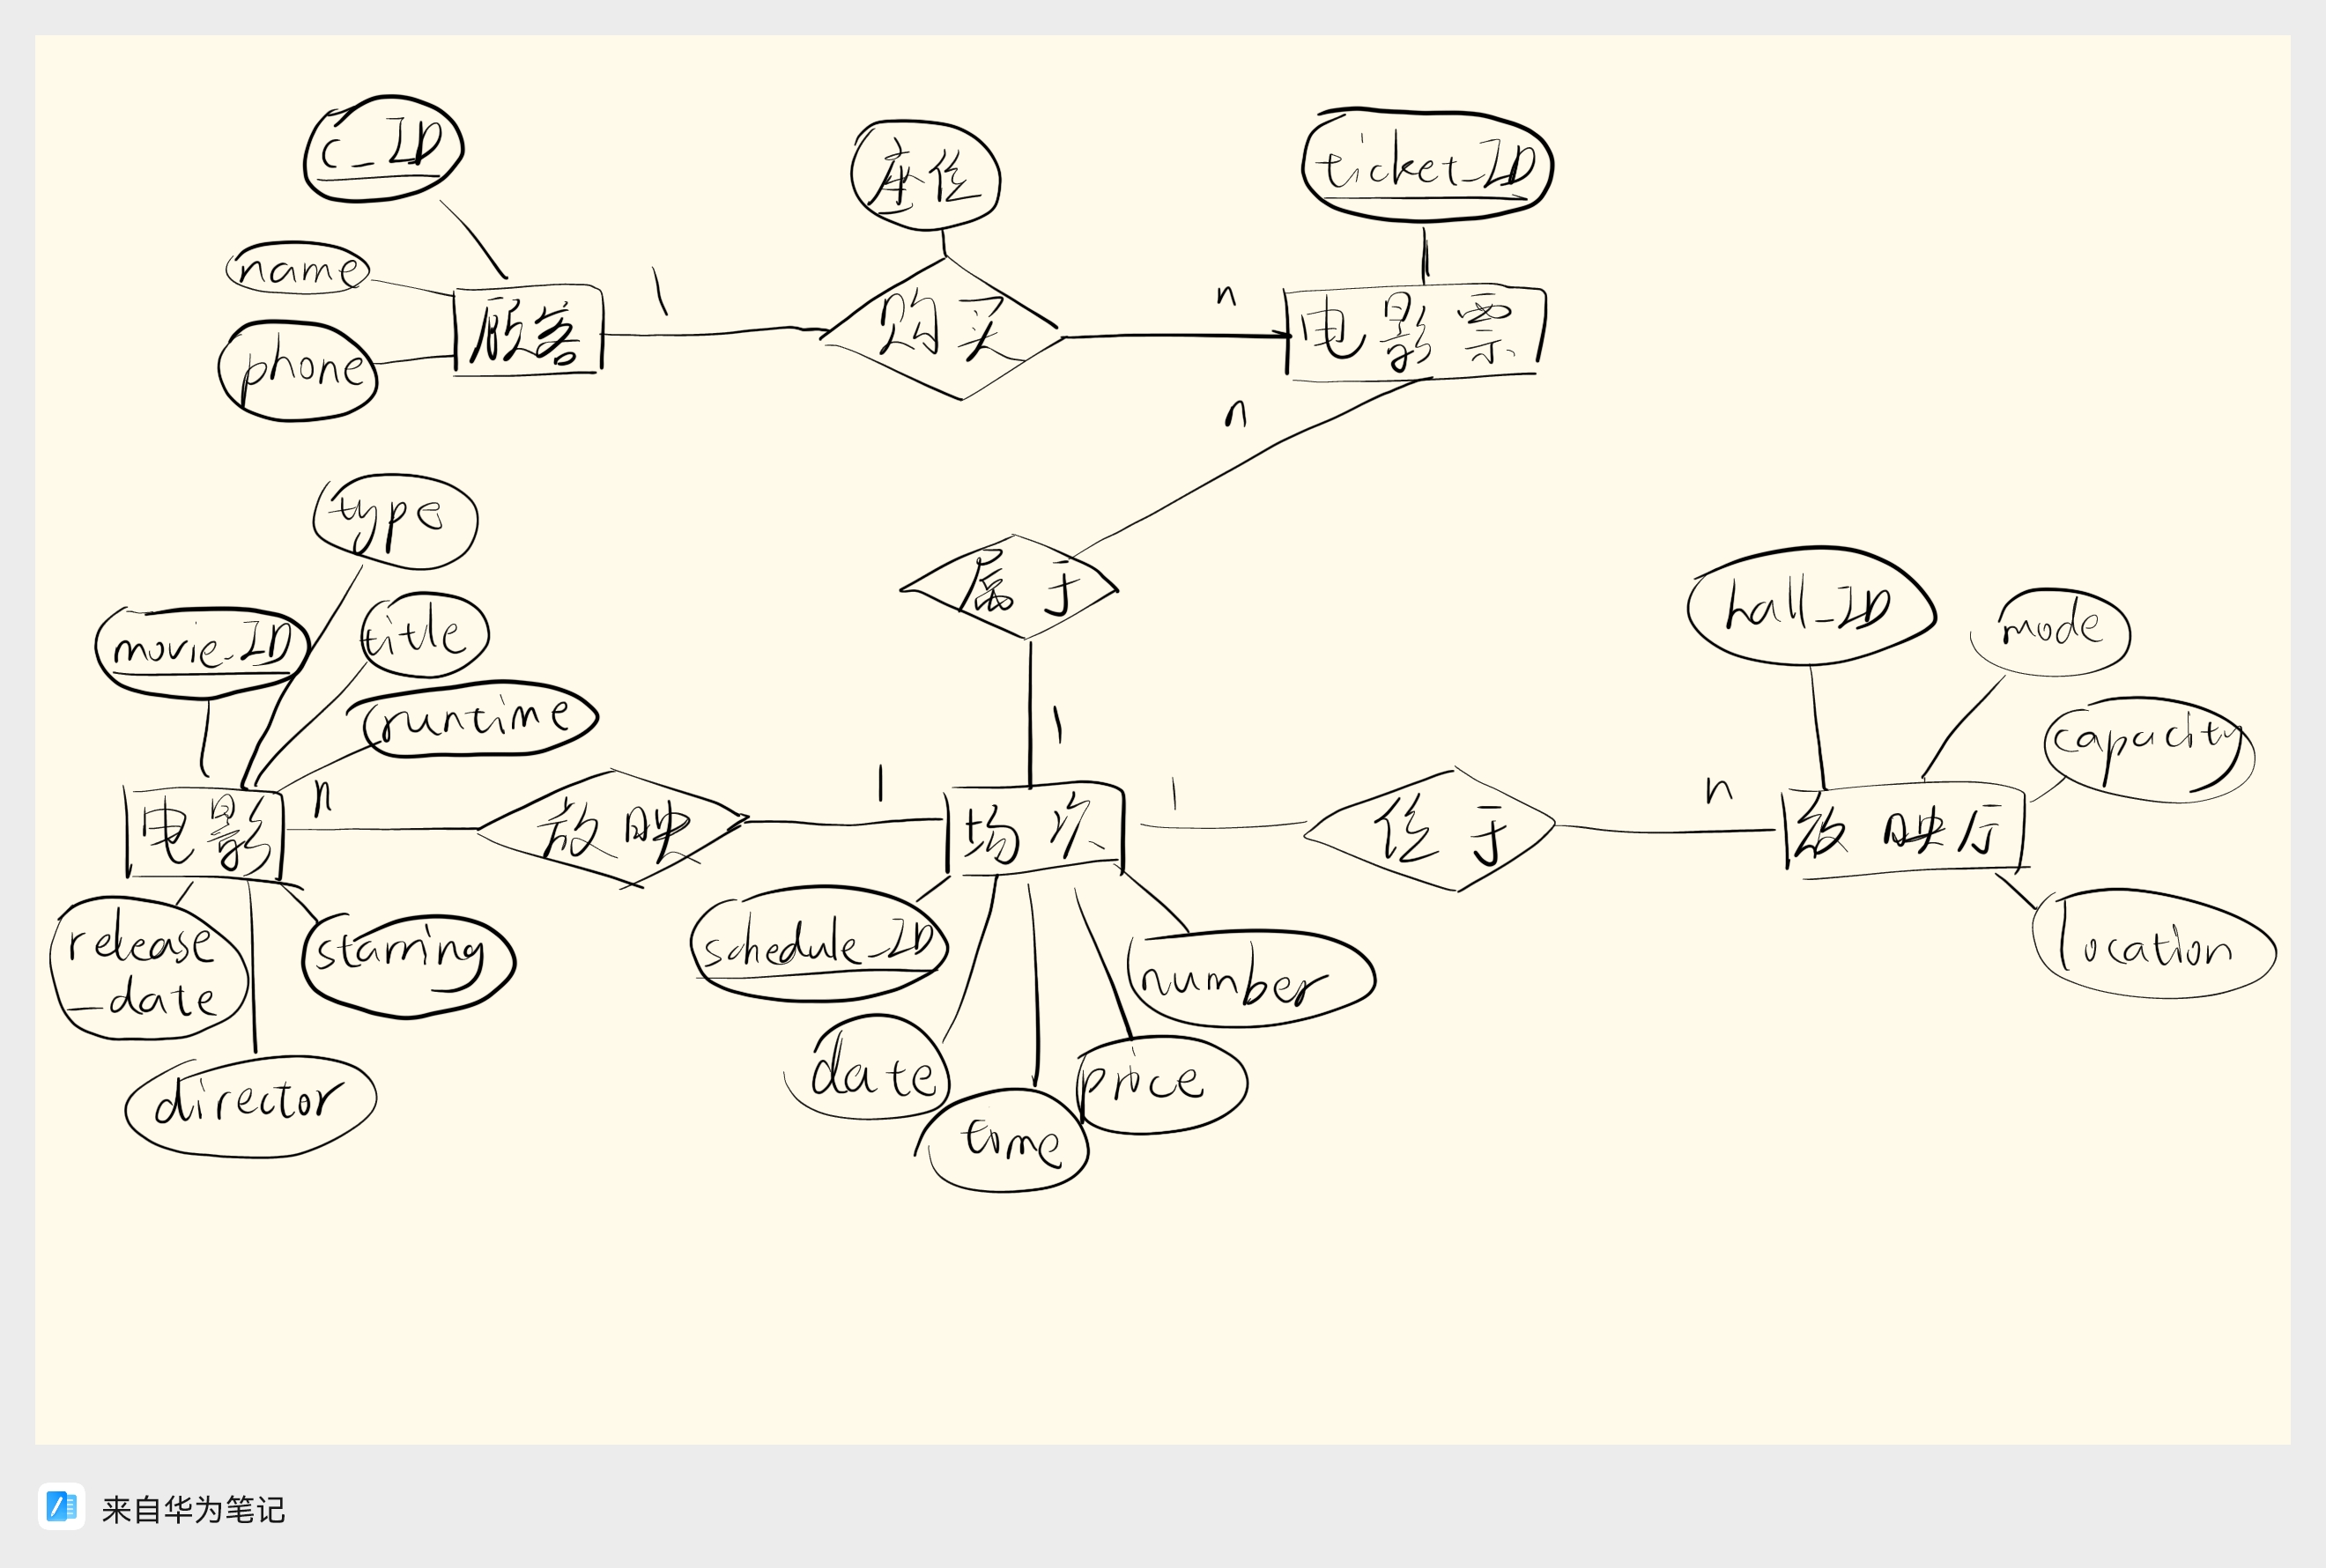 c_ID
座位
ticket_ID
name
phone
顾客
1
购买
n
电影票
n
type
属于
movie_ID
title
runtime
hall_ID
mode
capacity
1
电影
n
放映
1
场次
1
位于
n
放映厅
release
_date
starring
director
schedule_ID
date
time
price
number
location
来自华为笔记